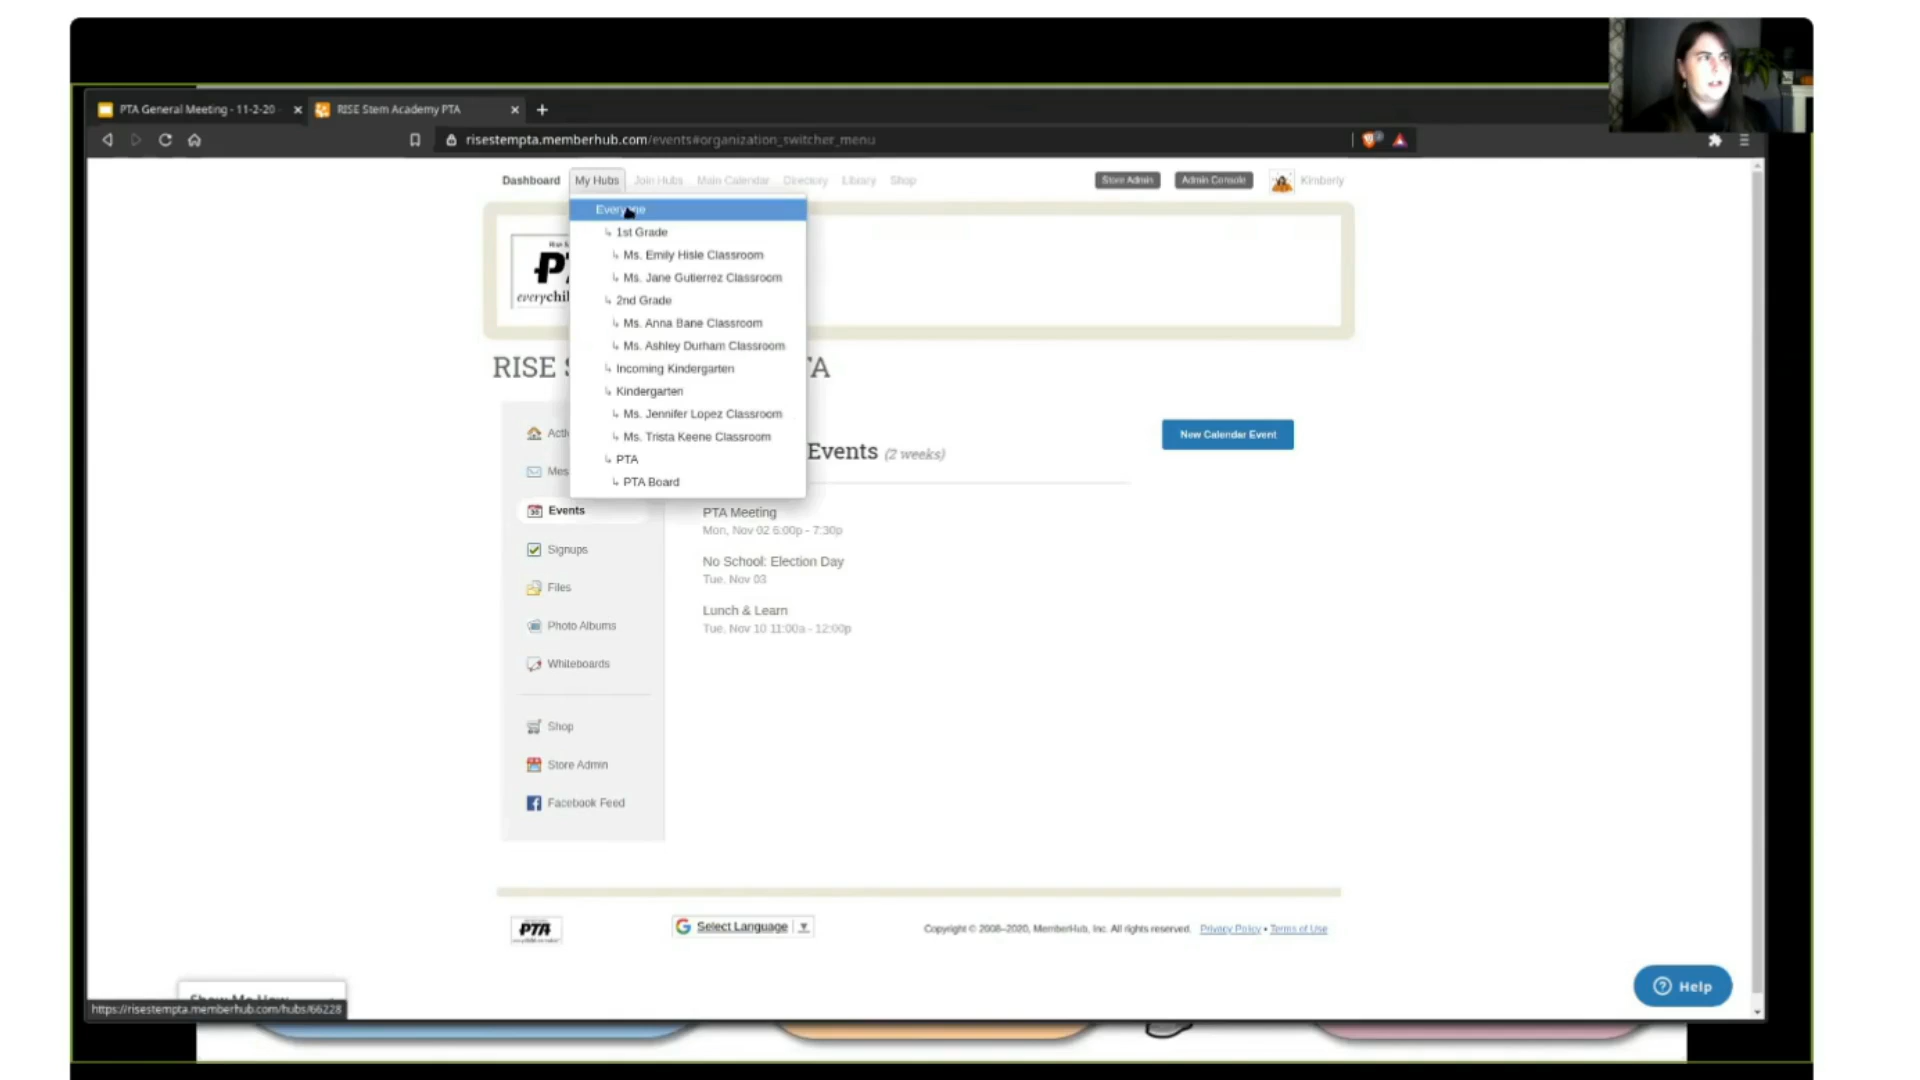 PTA General Meeting - 11-2-20
RISE Stem Academy PTA
risestempta.memberhub.com/events#organization_switcher_menu
Dashboard My Hubs Join Hubs Main Calendar Directory Library Shop Store Admin Admin Console Kimberly
Everyone
↳ 1st Grade
↳ Ms. Emily Hisle Classroom
↳ Ms. Jane Gutierrez Classroom
↳ 2nd Grade
↳ Ms. Anna Bane Classroom
↳ Ms. Ashley Durham Classroom
↳ Incoming Kindergarten
↳ Kindergarten
↳ Ms. Jennifer Lopez Classroom
↳ Ms. Trista Keene Classroom
↳ PTA
↳ PTA Board
everychil
RISE
Mes
Events
Signups
Files
Photo Albums
Whiteboards
Shop
Store Admin
Facebook Feed
Events (2 weeks)
New Calendar Event
PTA Meeting
Mon, Nov 02 6:00p - 7:30p
No School: Election Day
Tue, Nov 03
Lunch & Learn
Tue, Nov 10 11:00a - 12:00p
PTA
Select Language
Copyright © 2008-2020, MemberHub, Inc. All rights reserved. Privacy Policy • Terms of Use
Help
https://risestempta.memberhub.com/hubs/66228